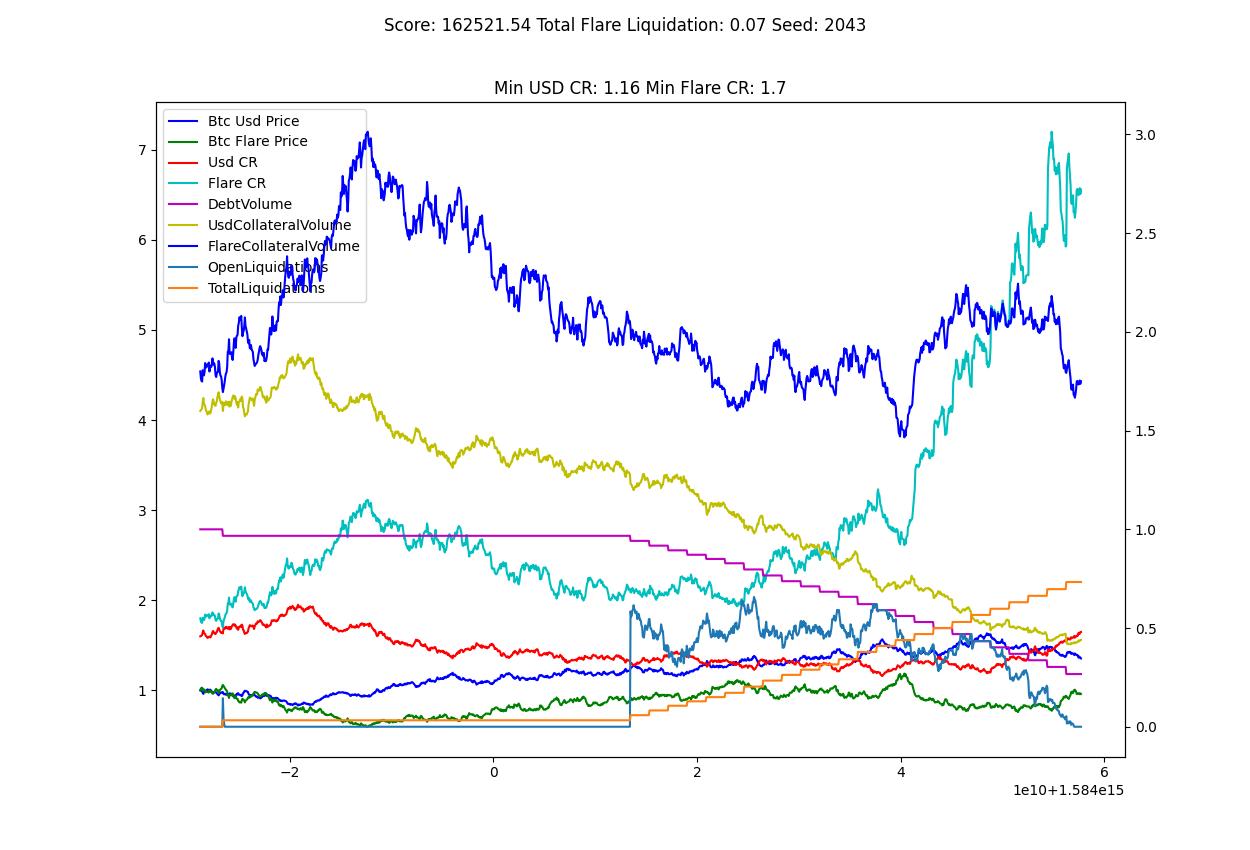 Score: 162521.54 Total Flare Liquidation: 0.07 Seed: 2043
Min USD CR: 1.16 Min Flare CR: 1.7
Btc Usd Price
Btc Flare Price
Usd CR
Flare CR
DebtVolume
UsdCollateralVolume
FlareCollateralVolume
OpenLiquidations
TotalLiquidations
7
6
5
4
3
2
1
3.0
2.5
2.0
1.5
1.0
0.5
0.0
−2 0 2 4 6
1e10+1.584e15